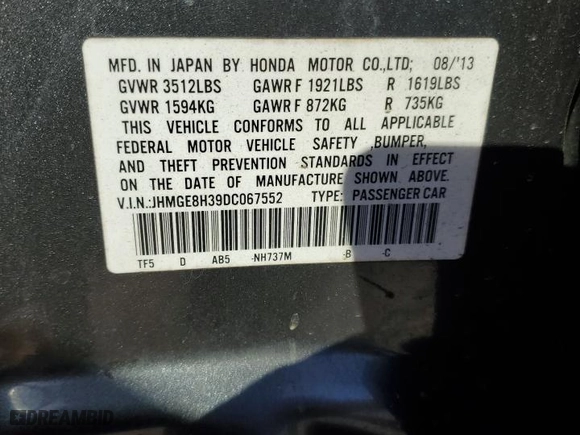 MFD. IN JAPAN BY HONDA MOTOR CO.,LTD; 08/'13
GVWR 3512LBS GAWR F 1921LBS R 1619LBS
GVWR 1594KG GAWR F 872KG R 735KG
THIS VEHICLE CONFORMS TO ALL APPLICABLE
FEDERAL MOTOR VEHICLE SAFETY ,BUMPER,
AND THEFT PREVENTION STANDARDS IN EFFECT
ON THE DATE OF MANUFACTURE SHOWN ABOVE.
V.I.N.:JHMGE8H39DC067552 TYPE: PASSENGER CAR
TF5 D AB5 -NH737M -B -C
DREAMBID